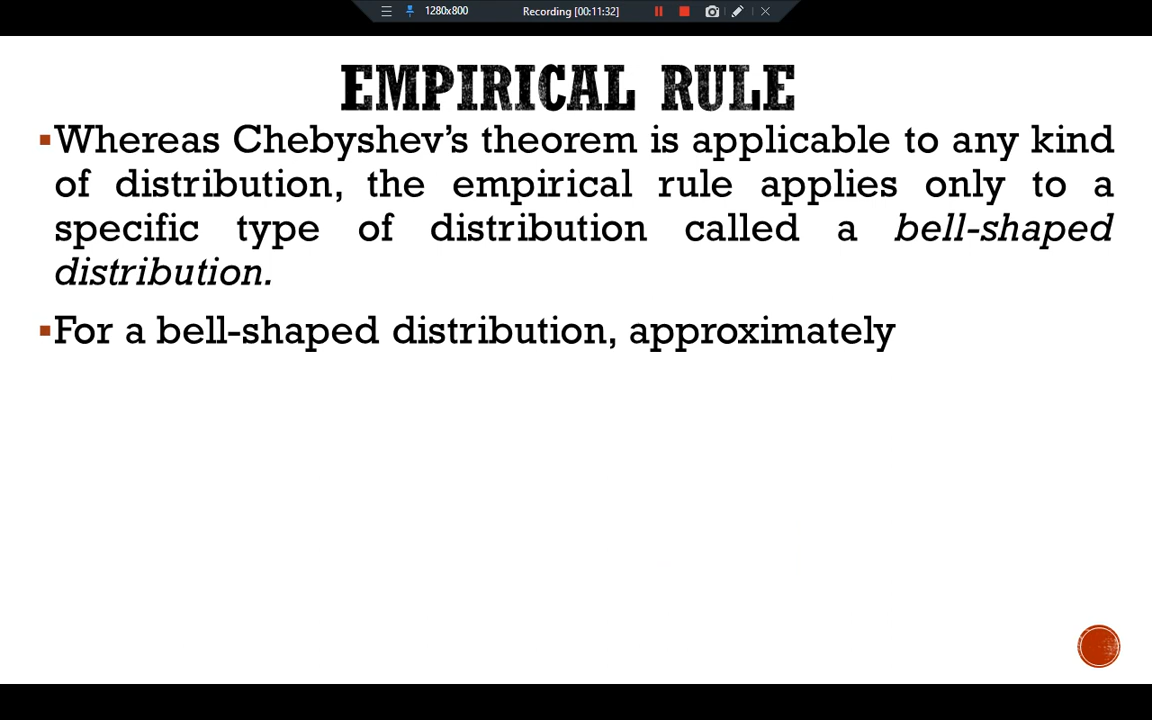 1280x800
Recording [00:11:32]
EMPIRICAL RULE
▪Whereas Chebyshev's theorem is applicable to any kind
of distribution, the empirical rule applies only to a
specific type of distribution called a bell-shaped
distribution.
▪For a bell-shaped distribution, approximately